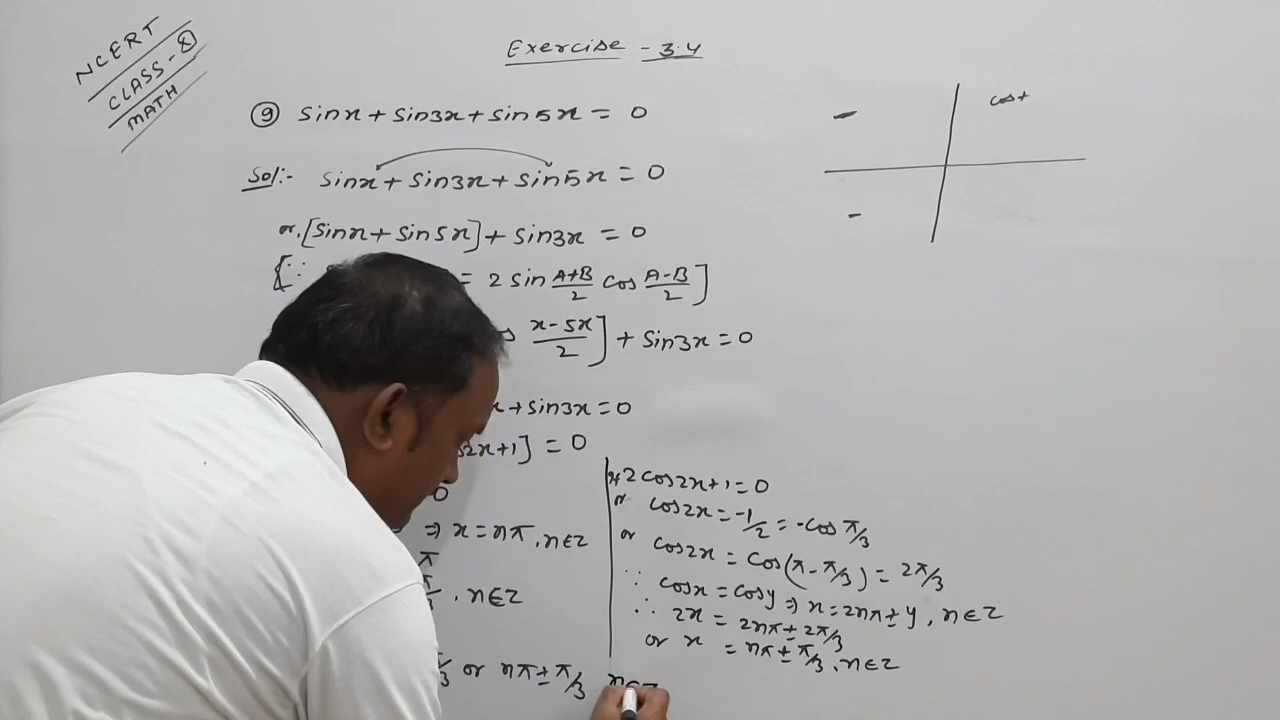 NCERT
CLASS-
MATH
Exercise - 3.4
⑨ sinx + sin3x + sin5x = 0
cos+
Sol:- sinx + sin3x + sin5x = 0
or, [sinx + sin5x] + sin3x = 0
[∵ = 2 sin (A+B)/2 cos (A-B)/2]
(x-5x)/2] + sin3x = 0
+ sin3x = 0
2x+1] = 0
0
⇒ x = nπ, n∈Z
π
, n∈Z
or nπ ± π/3
2cos2x+1 = 0
or cos2x = -1/2 = -cos π/3
or cos2x = cos(π - π/3) = 2π/3
∵ cosx = cosy ⇒ x = 2nπ ± y, n∈Z
∴ 2x = 2nπ ± 2π/3
or x = nπ ± π/3, n∈Z